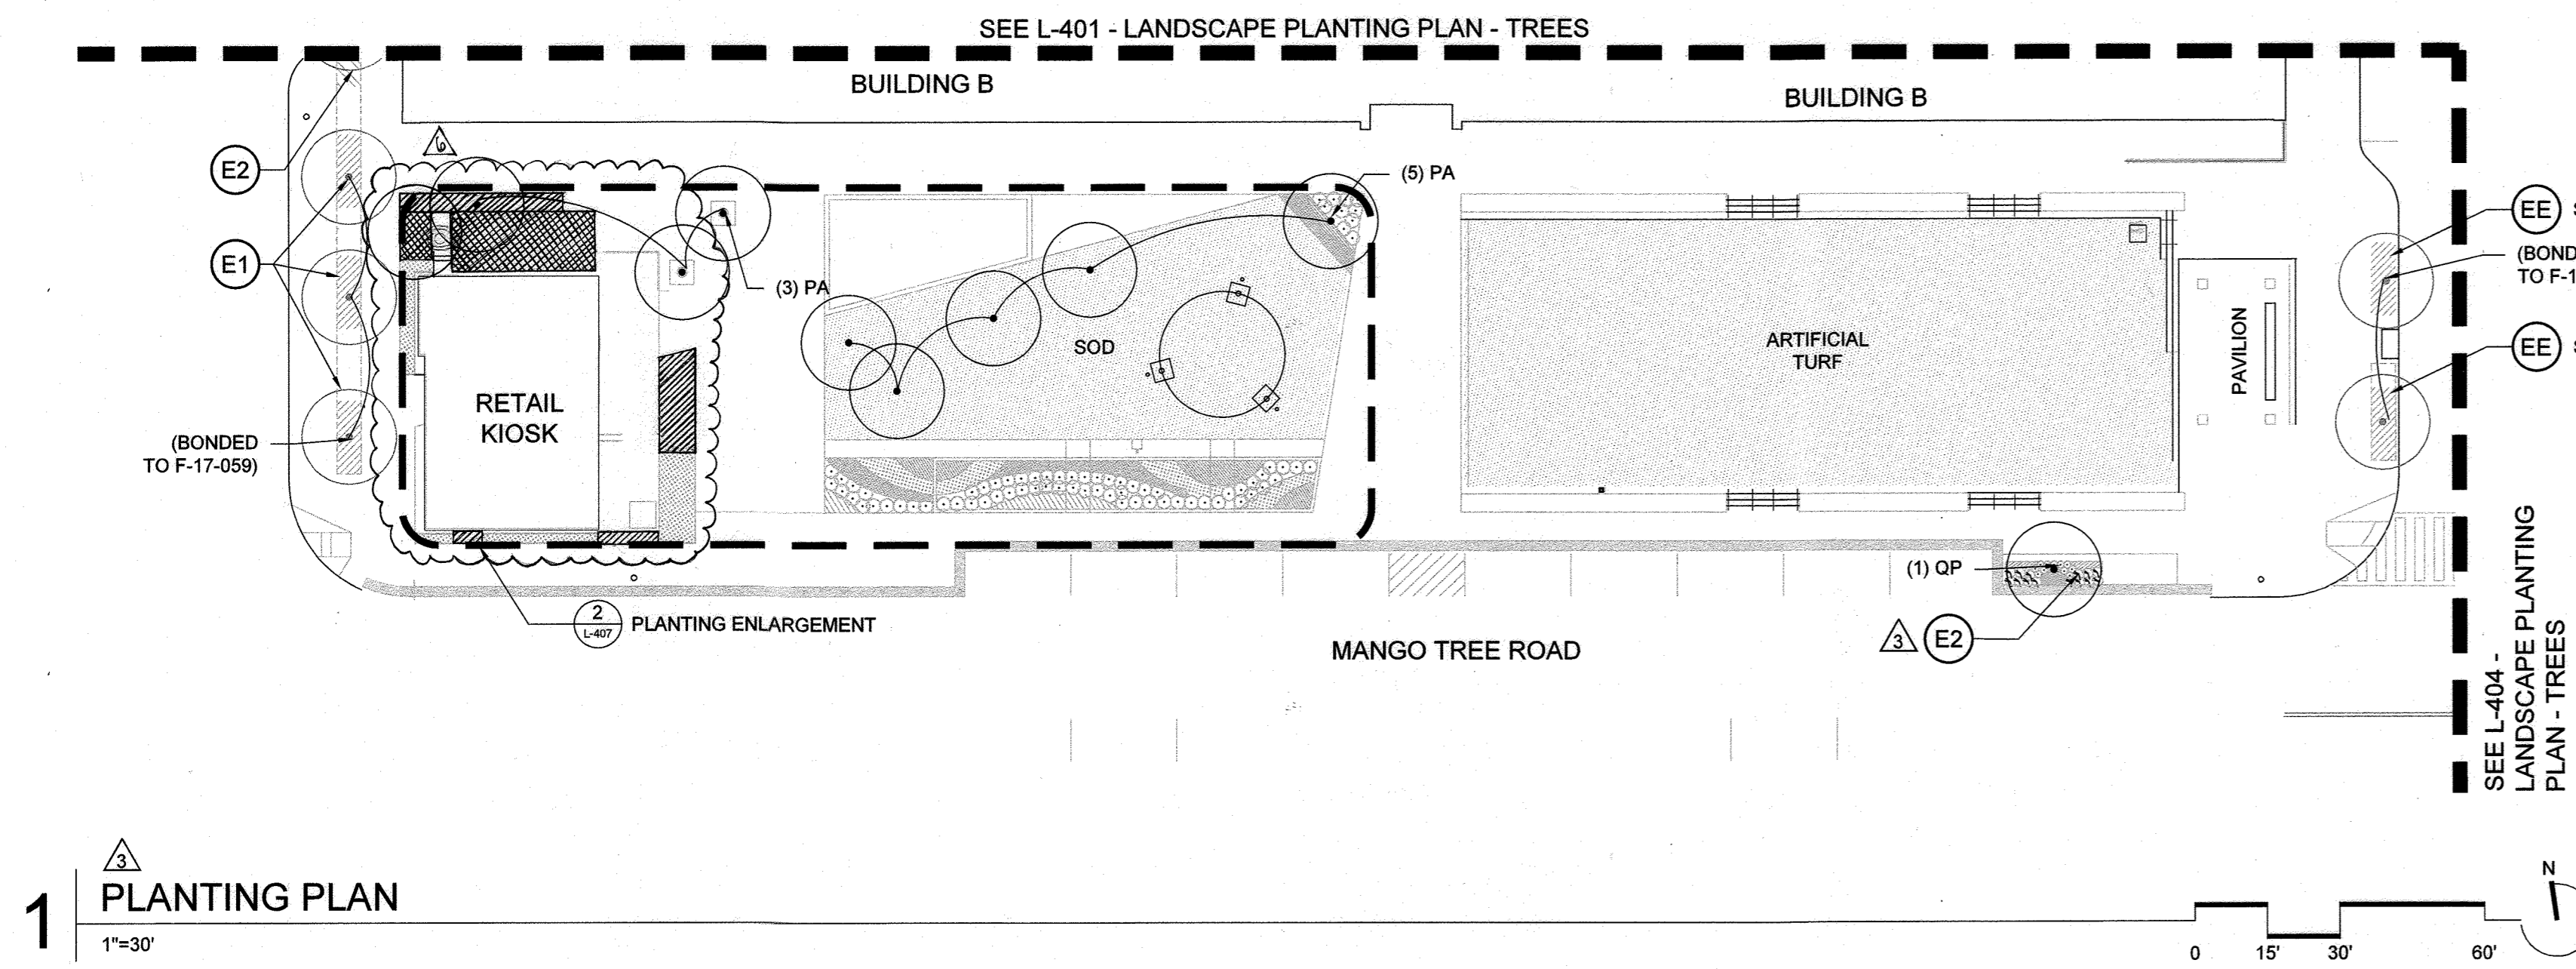 SEE L-401 - LANDSCAPE PLANTING PLAN - TREES
BUILDING B
BUILDING B
6
E2
(5) PA
EE S
(BOND
TO F-1
E1
(3) PA
SOD
ARTIFICIAL
TURF
PAVILION
EE S
RETAIL
KIOSK
(BONDED
TO F-17-059)
(1) QP
2
L-407
PLANTING ENLARGEMENT
3 E2
MANGO TREE ROAD
SEE L-404 -
LANDSCAPE PLANTING
PLAN - TREES
3
1
PLANTING PLAN
1"=30'
N
0 15' 30' 60'